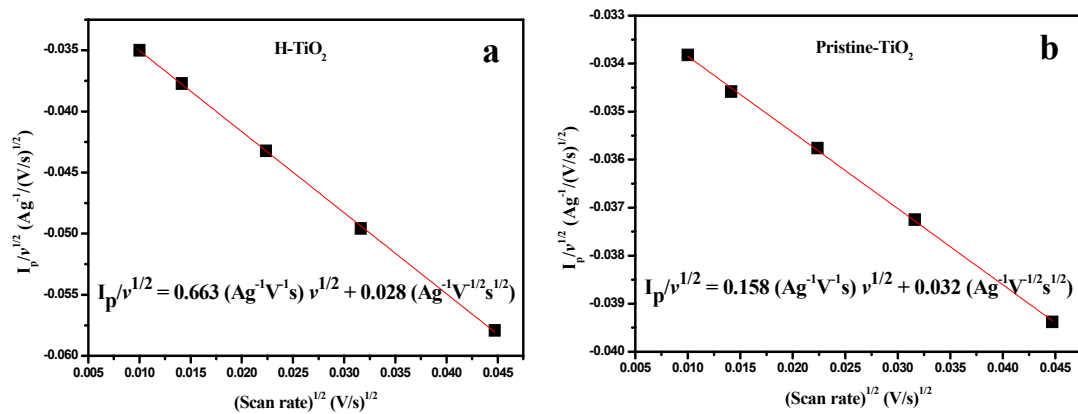 H-TiO₂
a
-0.035
-0.040
-0.045
-0.050
-0.055
-0.060
Iₚ/v¹/² (Ag⁻¹/(V/s)¹/²)
Iₚ/v¹/² = 0.663 (Ag⁻¹V⁻¹s) v¹/² + 0.028 (Ag⁻¹V⁻¹/²s¹/²)
0.005 0.010 0.015 0.020 0.025 0.030 0.035 0.040 0.045
(Scan rate)¹/² (V/s)¹/²
Pristine-TiO₂
b
-0.033
-0.034
-0.035
-0.036
-0.037
-0.038
-0.039
-0.040
Iₚ/v¹/² (Ag⁻¹/(V/s)¹/²)
Iₚ/v¹/² = 0.158 (Ag⁻¹V⁻¹s) v¹/² + 0.032 (Ag⁻¹V⁻¹/²s¹/²)
0.005 0.010 0.015 0.020 0.025 0.030 0.035 0.040 0.045
(Scan rate)¹/² (V/s)¹/²